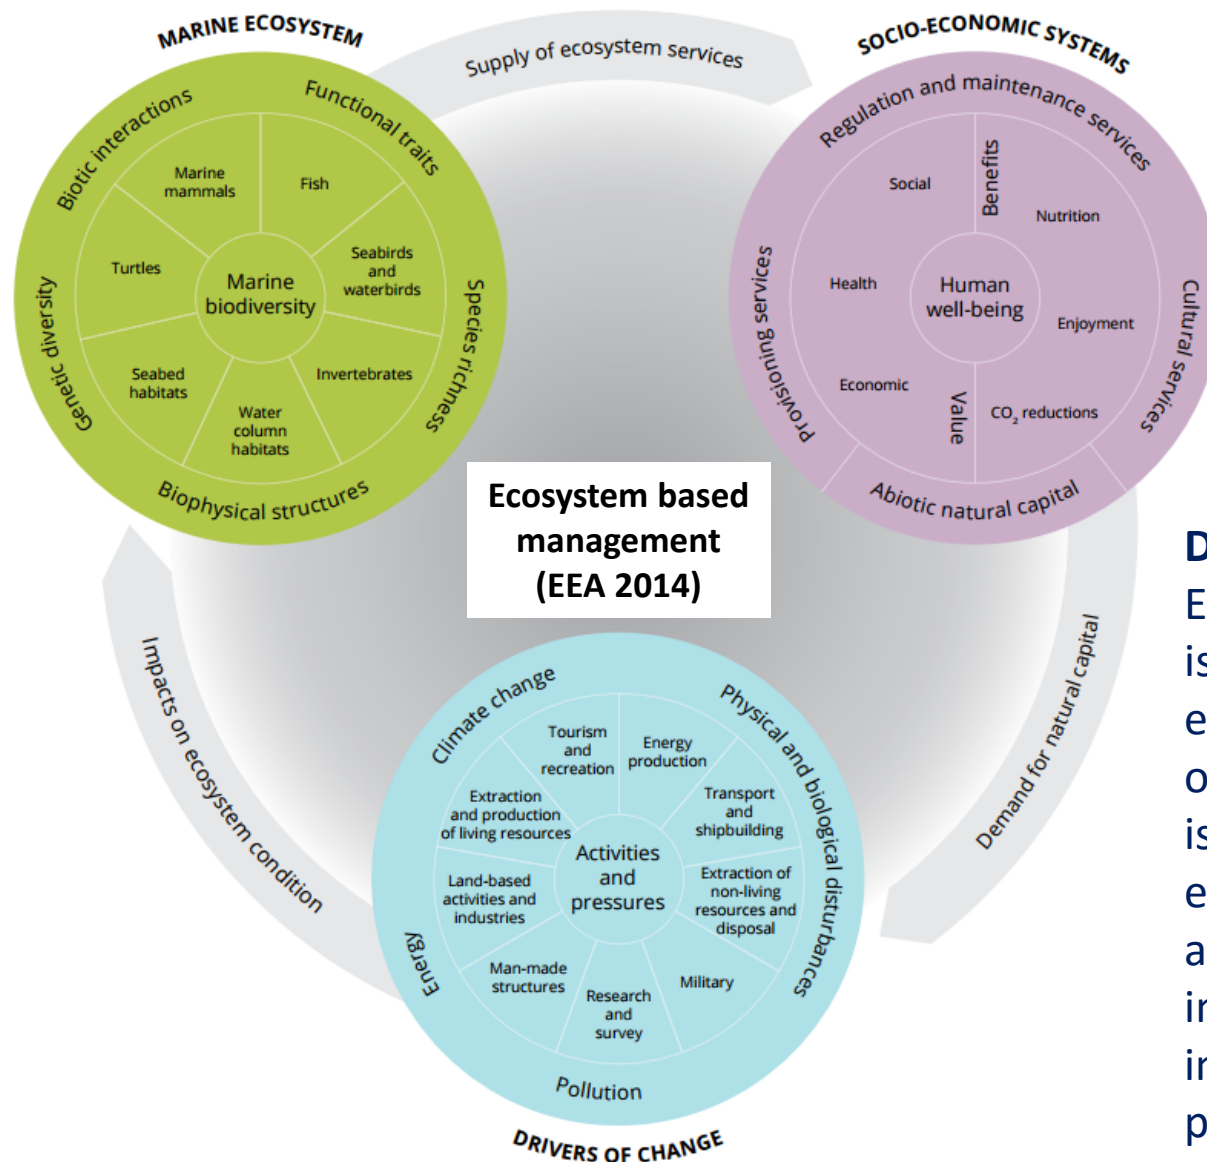 MARINE ECOSYSTEM
Supply of ecosystem services
SOCIO-ECONOMIC SYSTEMS
Biotic interactions
Functional traits
Species richness
Biophysical structures
Genetic diversity
Marine
mammals
Fish
Seabirds
and
waterbirds
Invertebrates
Water
column
habitats
Seabed
habitats
Turtles
Marine
biodiversity
Regulation and maintenance services
Cultural services
Abiotic natural capital
Provisioning services
Social
Benefits
Nutrition
Health
Human
well-being
Enjoyment
Economic
Value
CO₂ reductions
Ecosystem based
management
(EEA 2014)
Impacts on ecosystem condition
Demand for natural capital
Climate change
Physical and biological disturbances
Energy
Pollution
Tourism
and
recreation
Energy
production
Transport
and
shipbuilding
Extraction of
non-living
resources and
disposal
Military
Research
and
survey
Man-made
structures
Land-based
activities and
industries
Extraction
and production
of living resources
Activities
and
pressures
DRIVERS OF CHANGE
is
is